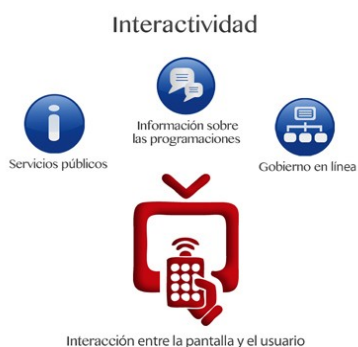 Interactividad
Información sobre
las programaciones
Servicios públicos
Gobierno en línea
Interacción entre la pantalla y el usuario